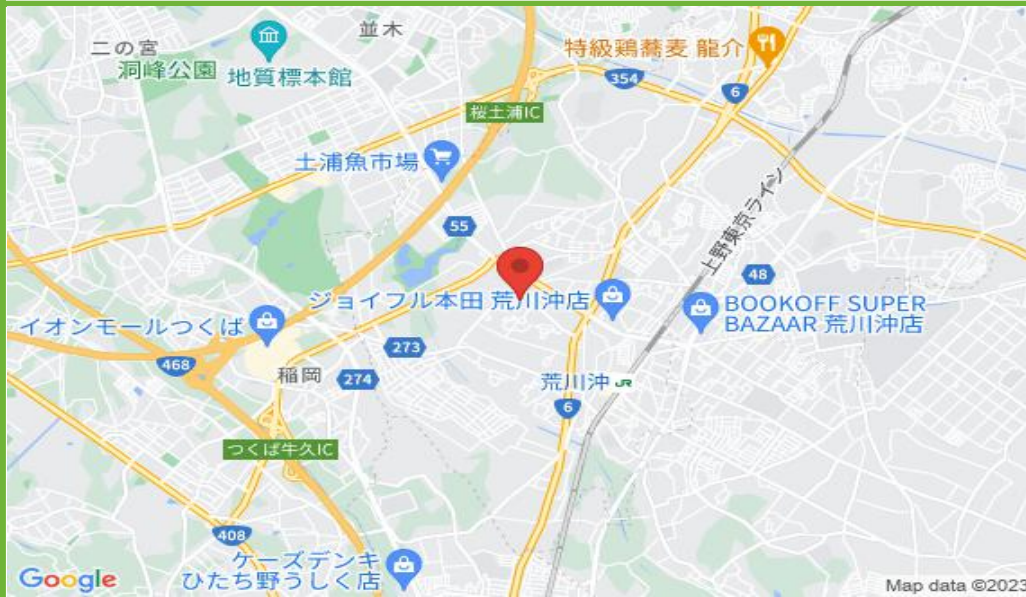 並木
二の宮
洞峰公園
地質標本館
特級鶏蕎麦 龍介
354
6
桜土浦IC
土浦魚市場
上野東京ライン
55
48
ジョイフル本田 荒川沖店
BOOKOFF SUPER
BAZAAR 荒川沖店
イオンモールつくば
273
468
稲岡
274
荒川沖 JR
6
つくば牛久IC
408
ケーズデンキ
ひたち野うしく店
Google
Map data ©2023